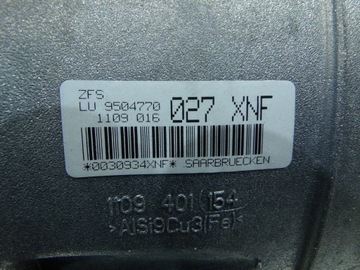 ZFS
LU 9504770 027 XNF
1109 016
*0030934XNF* SAARBRUECKEN
1109 401 154
>AlSi9Cu3(Fe)<